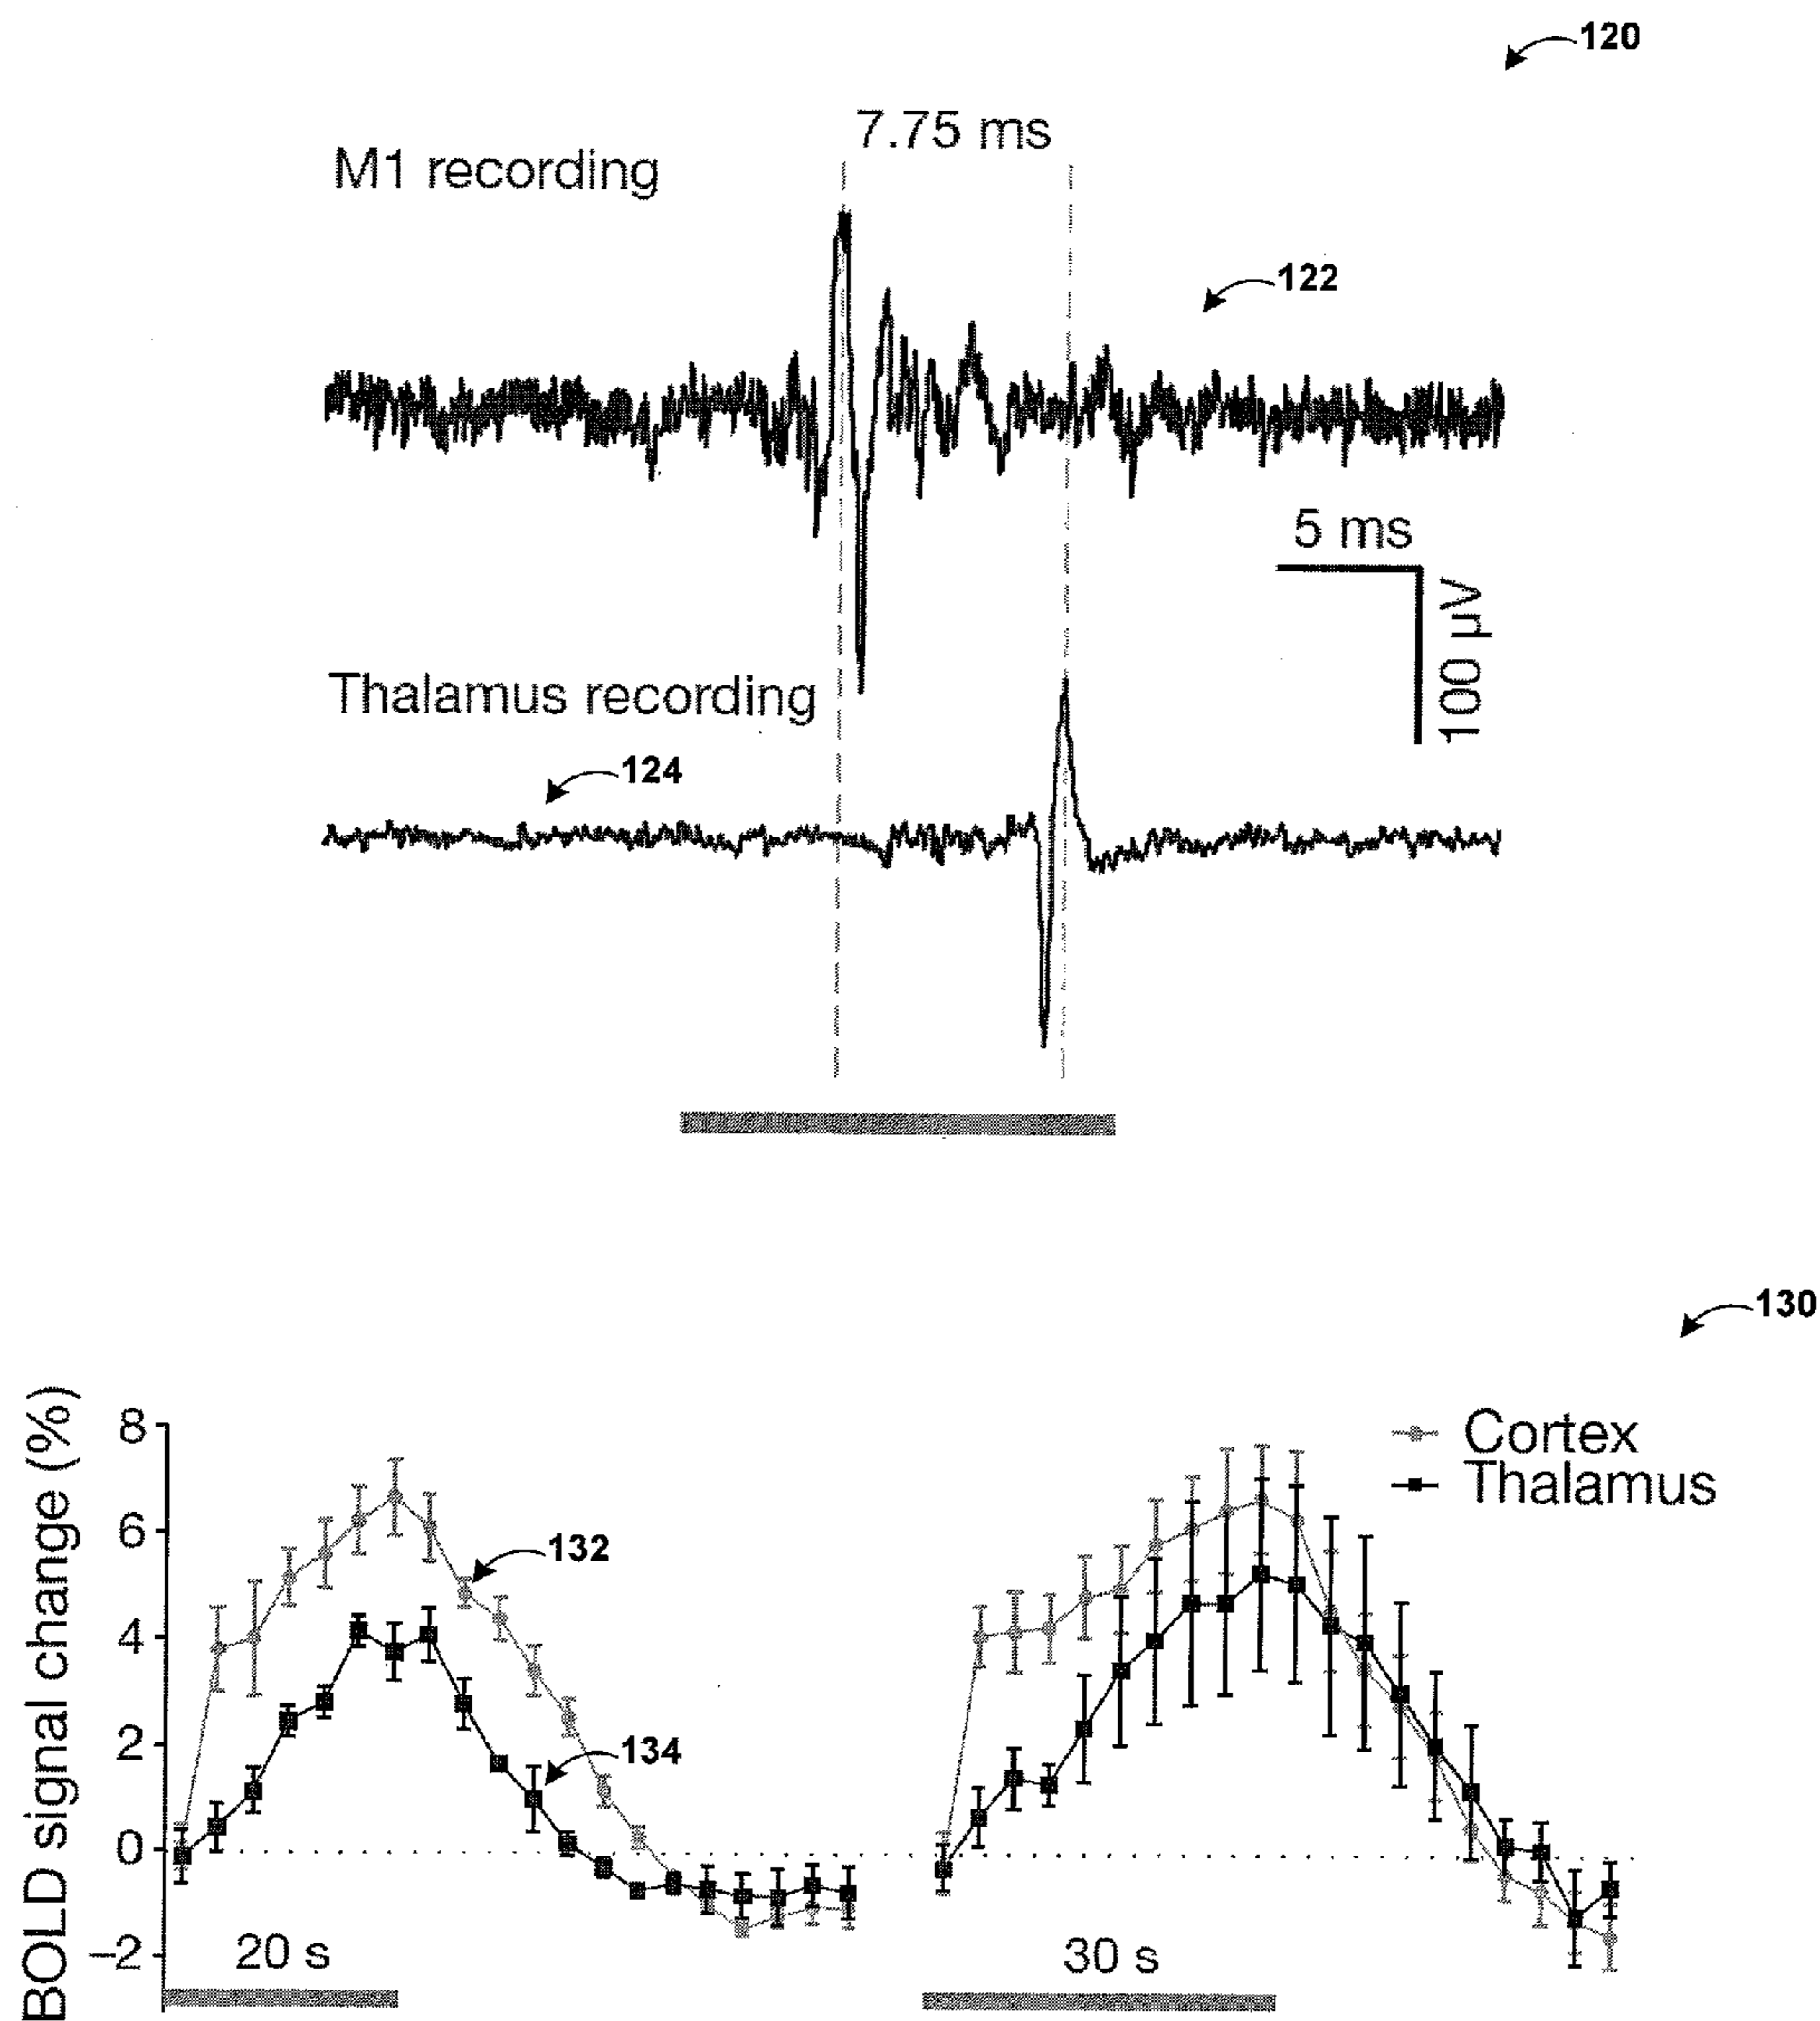 120
7.75 ms
M1 recording
122
5 ms
100 µV
Thalamus recording
124
130
BOLD signal change (%)
8
6
4
2
0
–2
Cortex
Thalamus
132
134
20 s
30 s